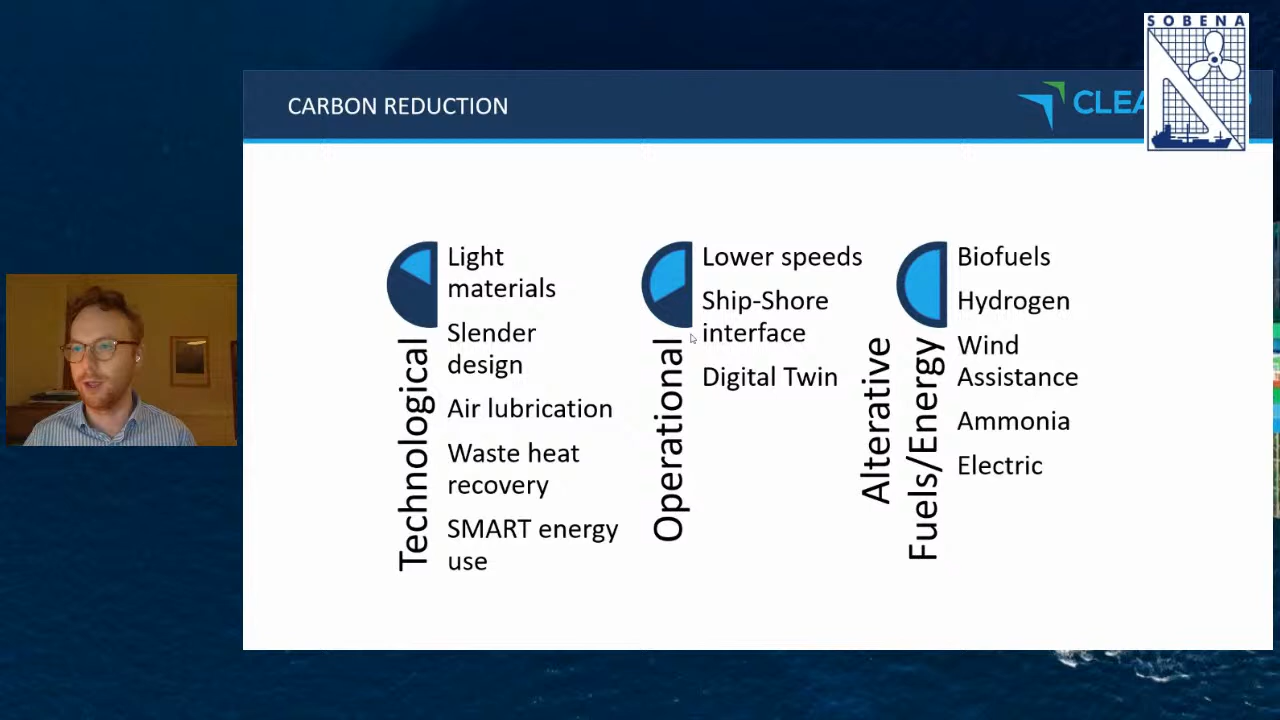 SOBENA
CARBON REDUCTION
Technological
Light
materials
Slender
design
Air lubrication
Waste heat
recovery
SMART energy
use
Operational
Lower speeds
Ship-Shore
interface
Digital Twin
Alterative
Fuels/Energy
Biofuels
Hydrogen
Wind
Assistance
Ammonia
Electric